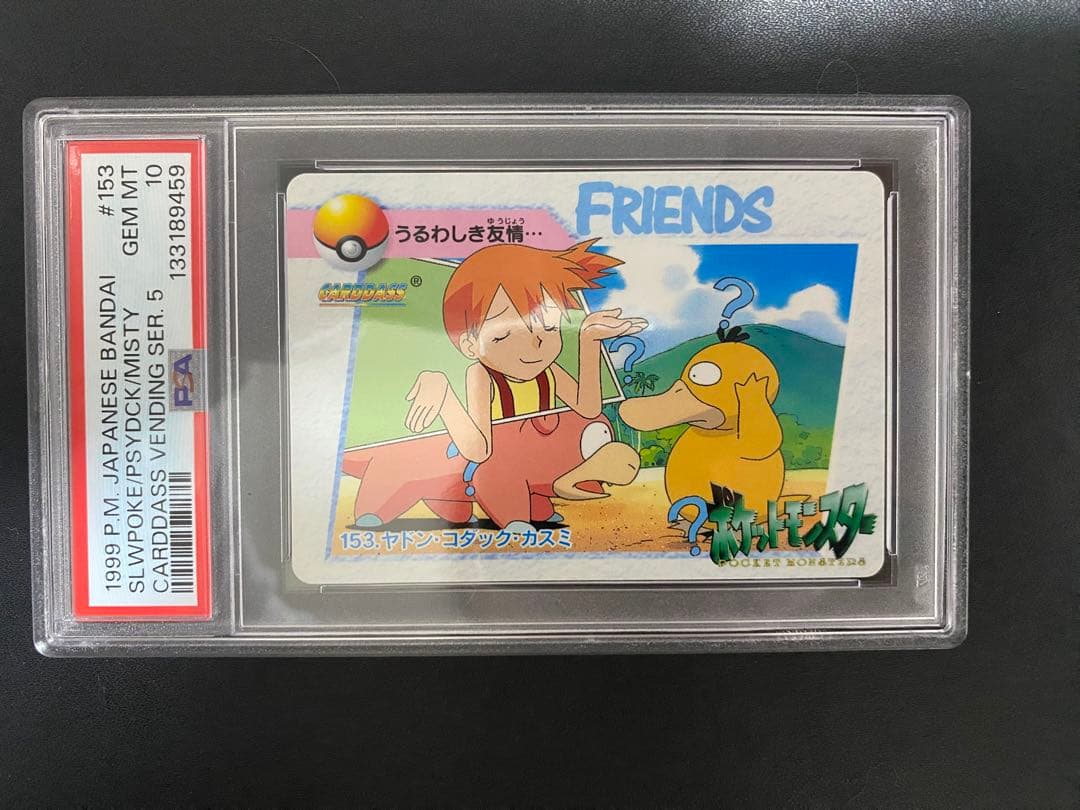 1999 P.M. JAPANESE BANDAI #153
SLWPOKE/PSYDCK/MISTY GEM MT
CARDDASS VENDING SER. 5 10
133189459
PSA
FRIENDS
ゆうじょう
うるわしき友情…
CARDDASS®
?
?
?
?
153.ヤドン・コダック・カスミ
ポケットモンスター
POCKET MONSTERS